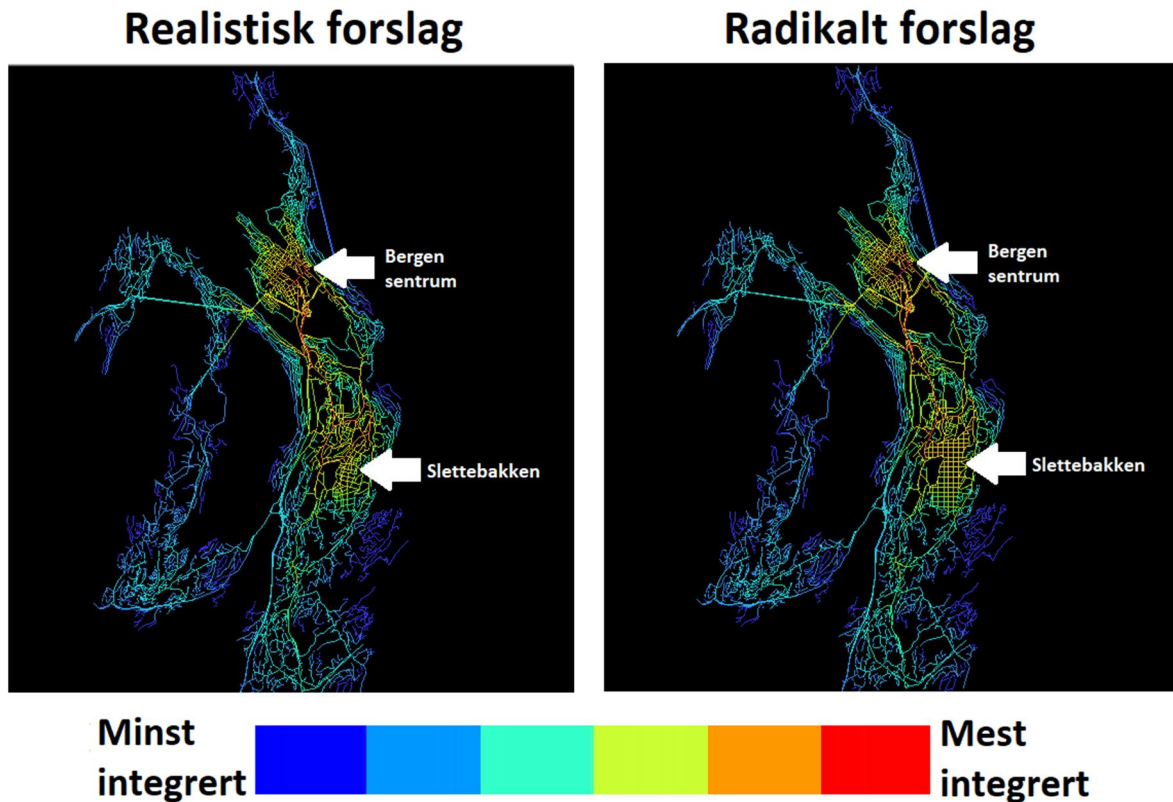 Realistisk forslag
Radikalt forslag
Bergen
sentrum
Slettebakken
Bergen
sentrum
Slettebakken
Minst
integrert
Mest
integrert